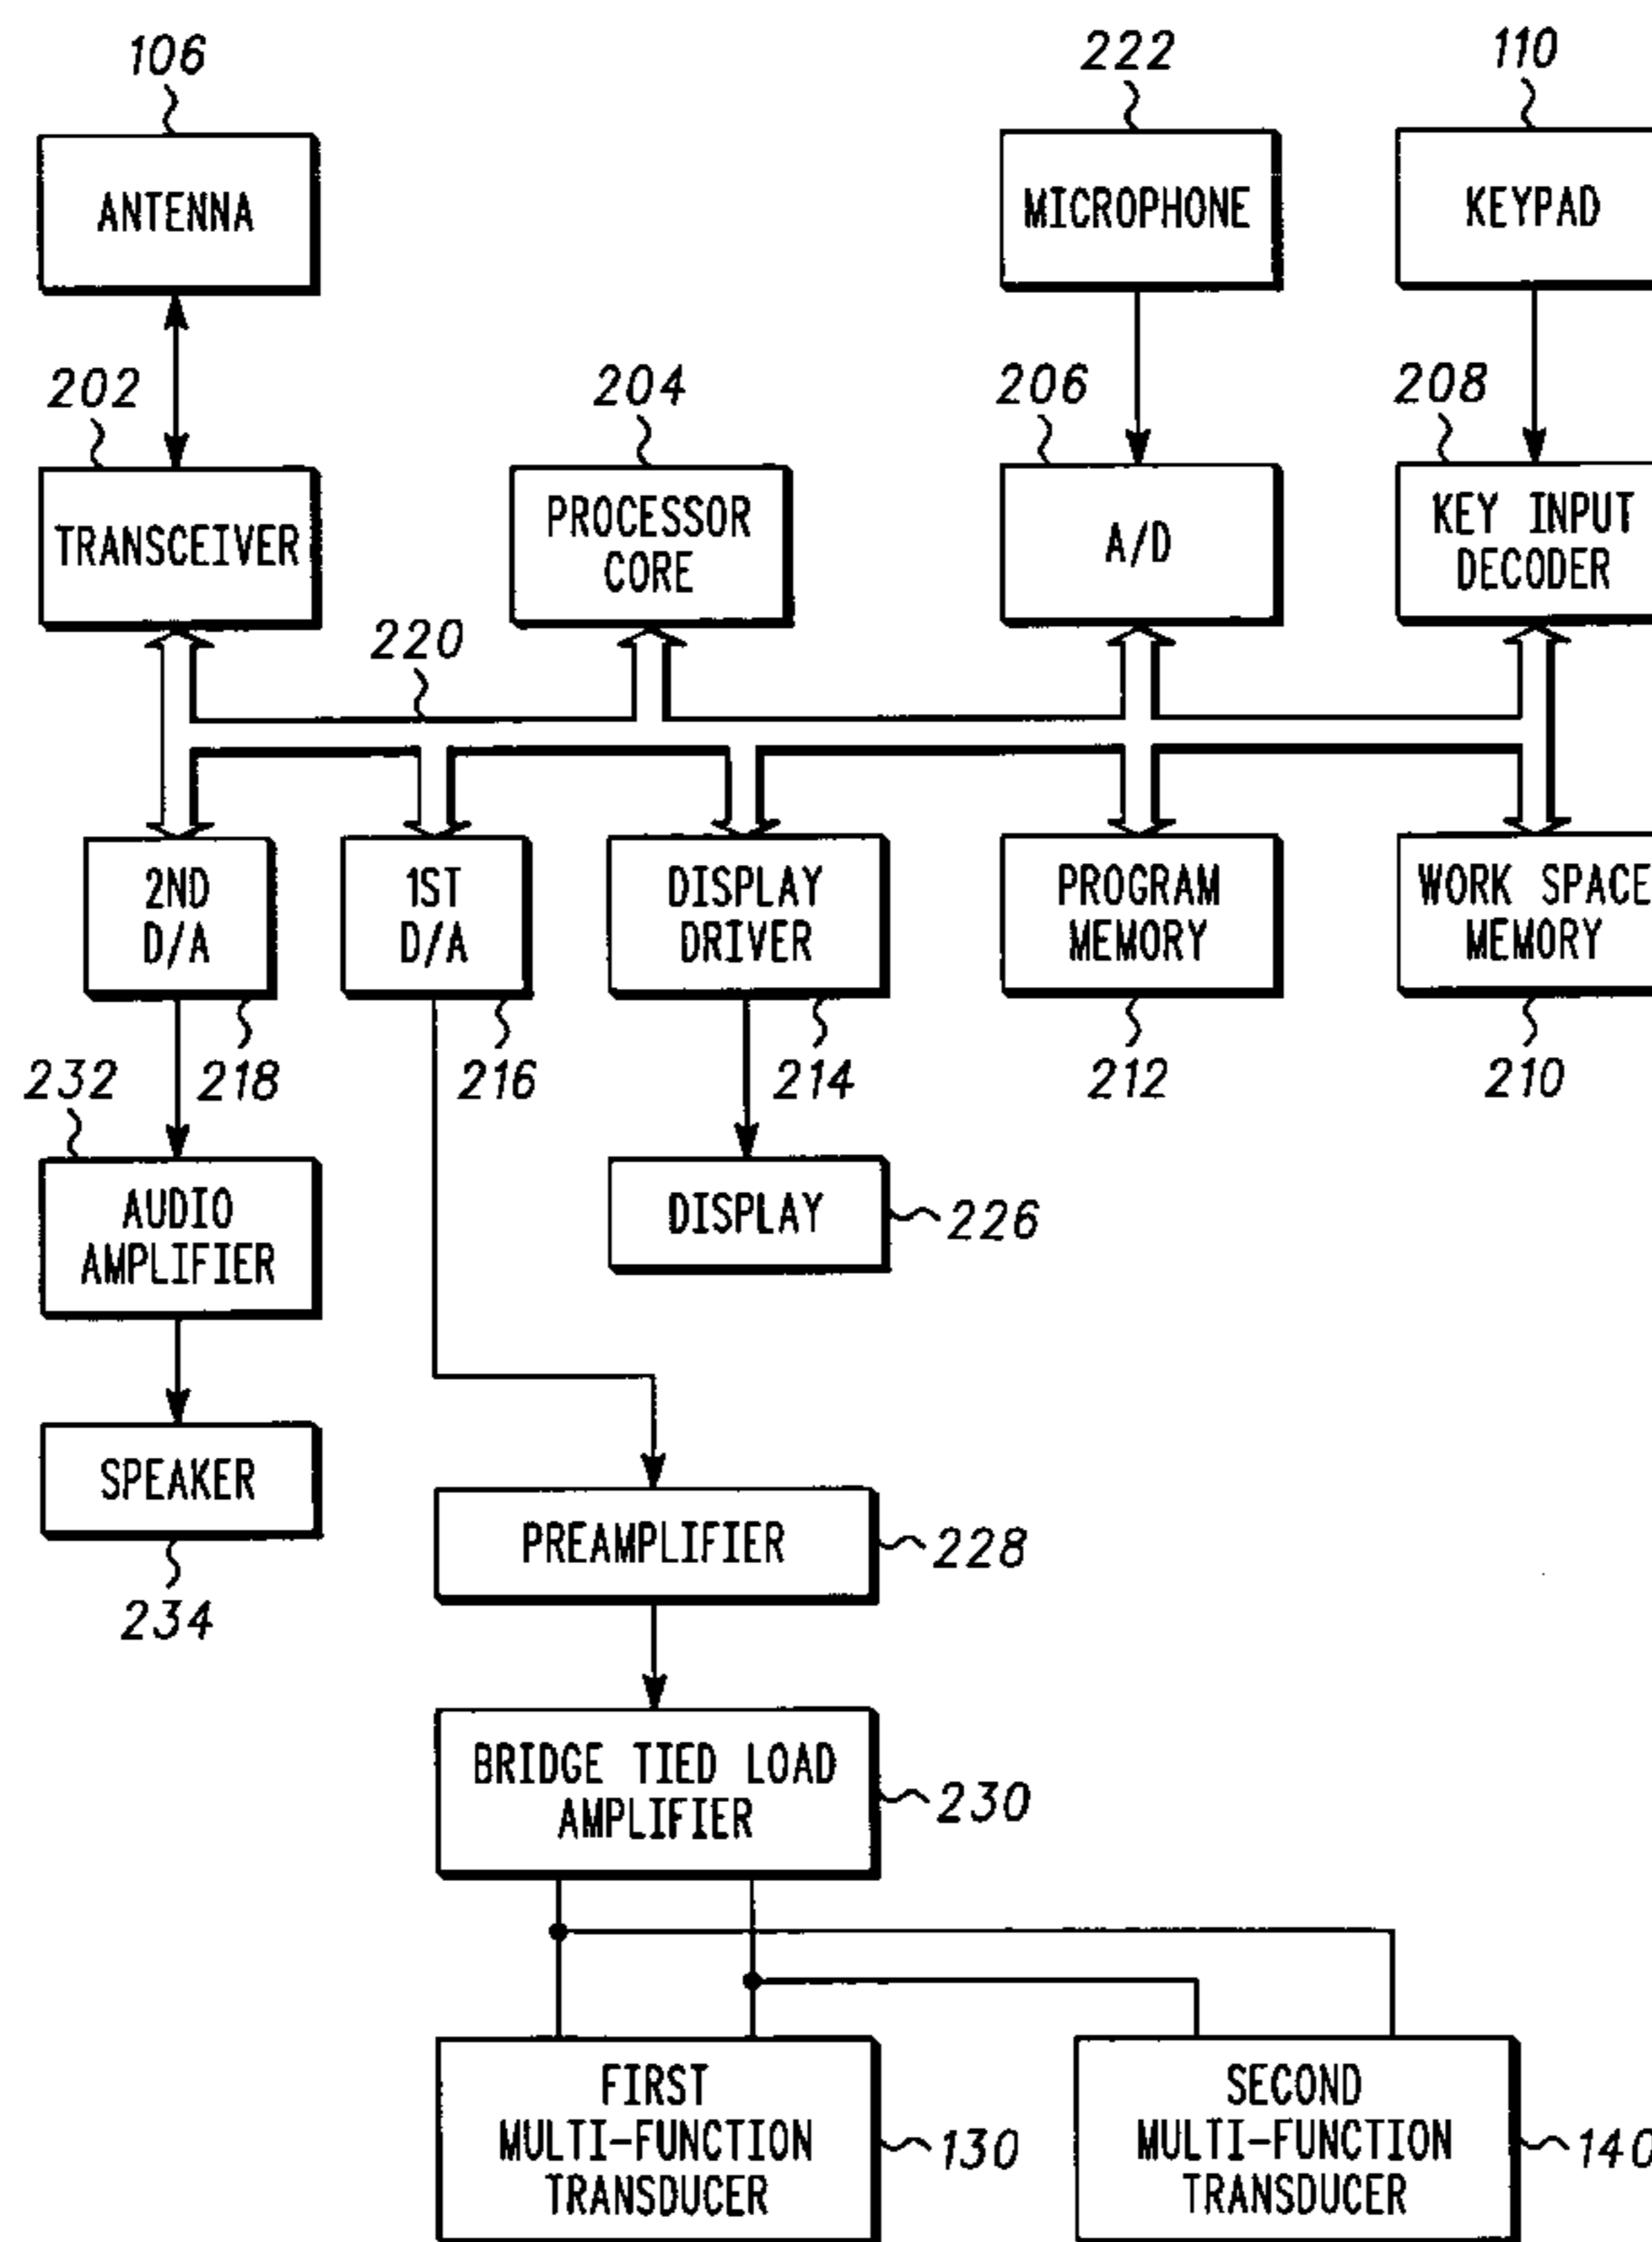 106
222
110
ANTENNA
MICROPHONE
KEYPAD
202
204
206
208
TRANSCEIVER
PROCESSOR
CORE
A/D
KEY INPUT
DECODER
220
2ND
D/A
1ST
D/A
DISPLAY
DRIVER
PROGRAM
MEMORY
WORK SPACE
MEMORY
232
218
216
214
212
210
AUDIO
AMPLIFIER
DISPLAY
226
SPEAKER
234
PREAMPLIFIER
228
BRIDGE TIED LOAD
AMPLIFIER
230
FIRST
MULTI-FUNCTION
TRANSDUCER
130
SECOND
MULTI-FUNCTION
TRANSDUCER
140